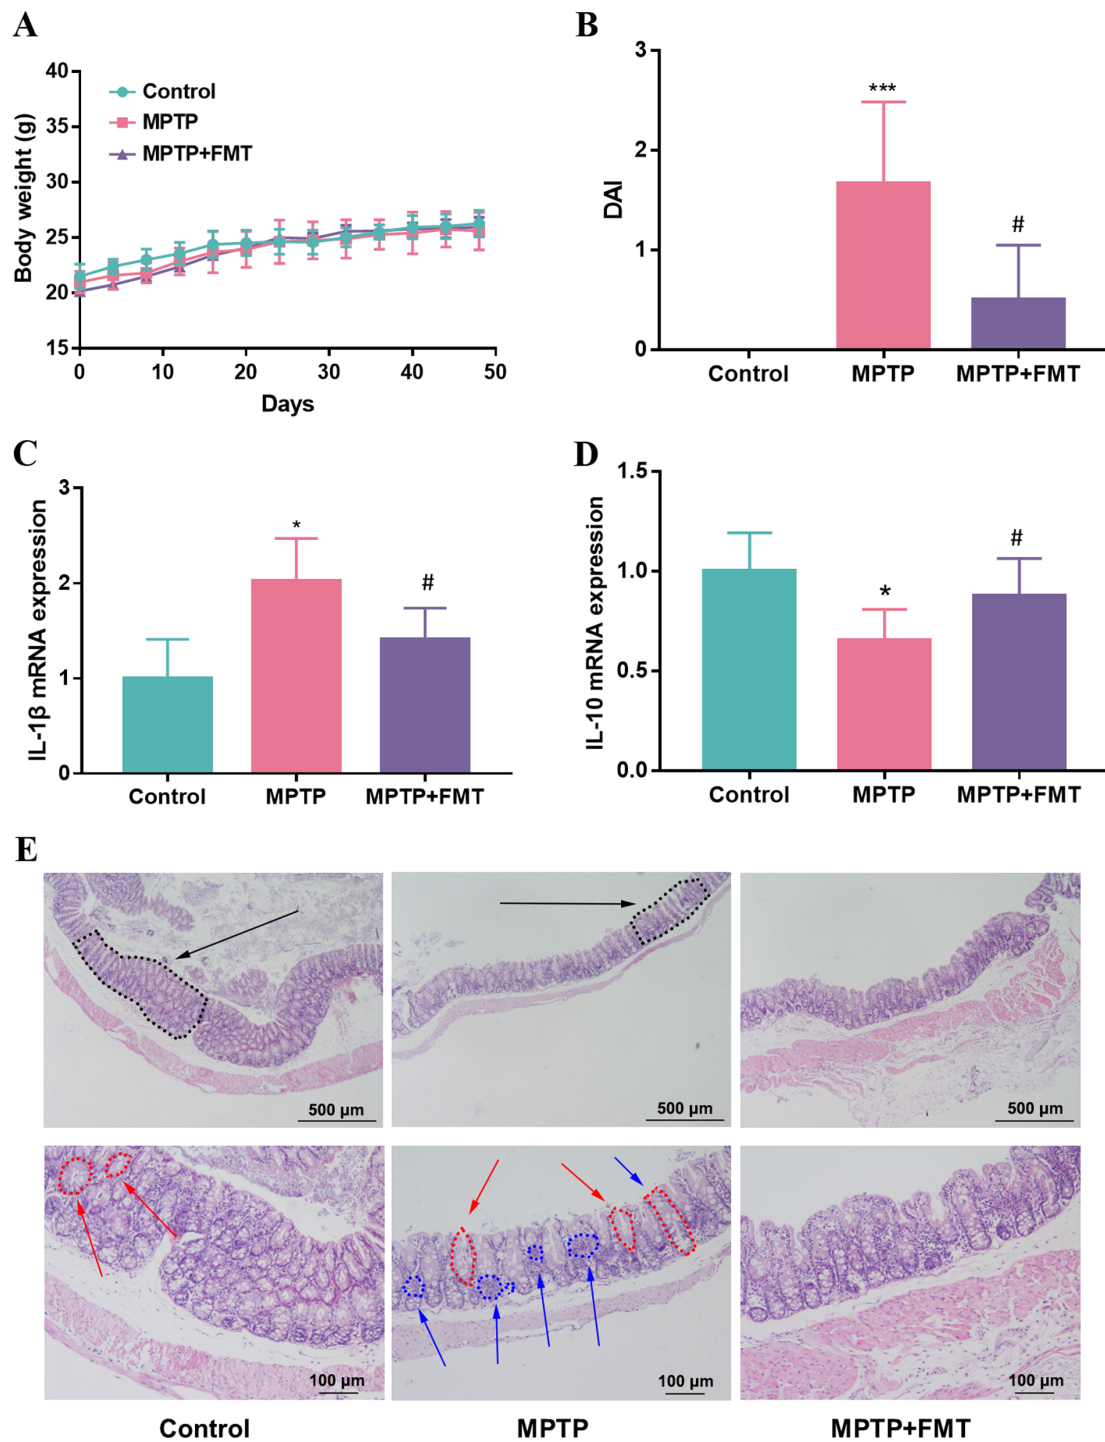 A
Body weight (g)
40
35
30
25
20
15
Control
MPTP
MPTP+FMT
0 10 20 30 40 50
Days
B
DAI
3
2
1
0
***
#
Control MPTP MPTP+FMT
C
IL-1β mRNA expression
3
2
1
0
*
#
Control MPTP MPTP+FMT
D
IL-10 mRNA expression
1.5
1.0
0.5
0.0
*
#
Control MPTP MPTP+FMT
E
500 μm
500 μm
500 μm
100 μm
100 μm
100 μm
Control MPTP MPTP+FMT